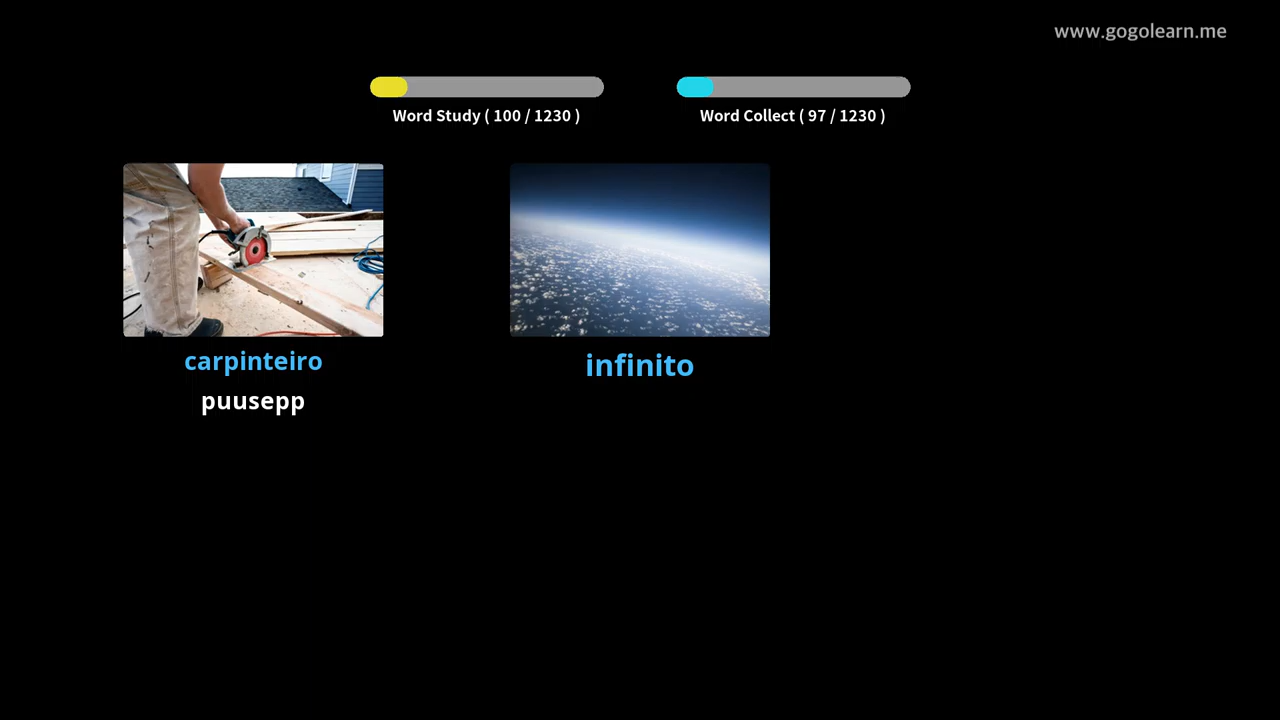 www.gogolearn.me
Word Study ( 100 / 1230 )
Word Collect ( 97 / 1230 )
carpinteiro
puusepp
infinito